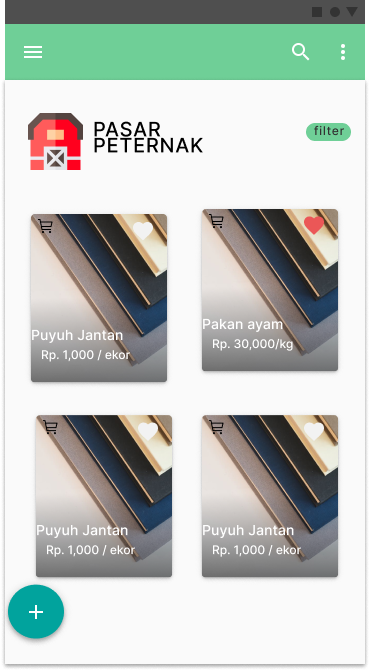 PASAR
PETERNAK
filter
Puyuh Jantan
Rp. 1,000 / ekor
Pakan ayam
Rp. 30,000/kg
Puyuh Jantan
Rp. 1,000 / ekor
Puyuh Jantan
Rp. 1,000 / ekor